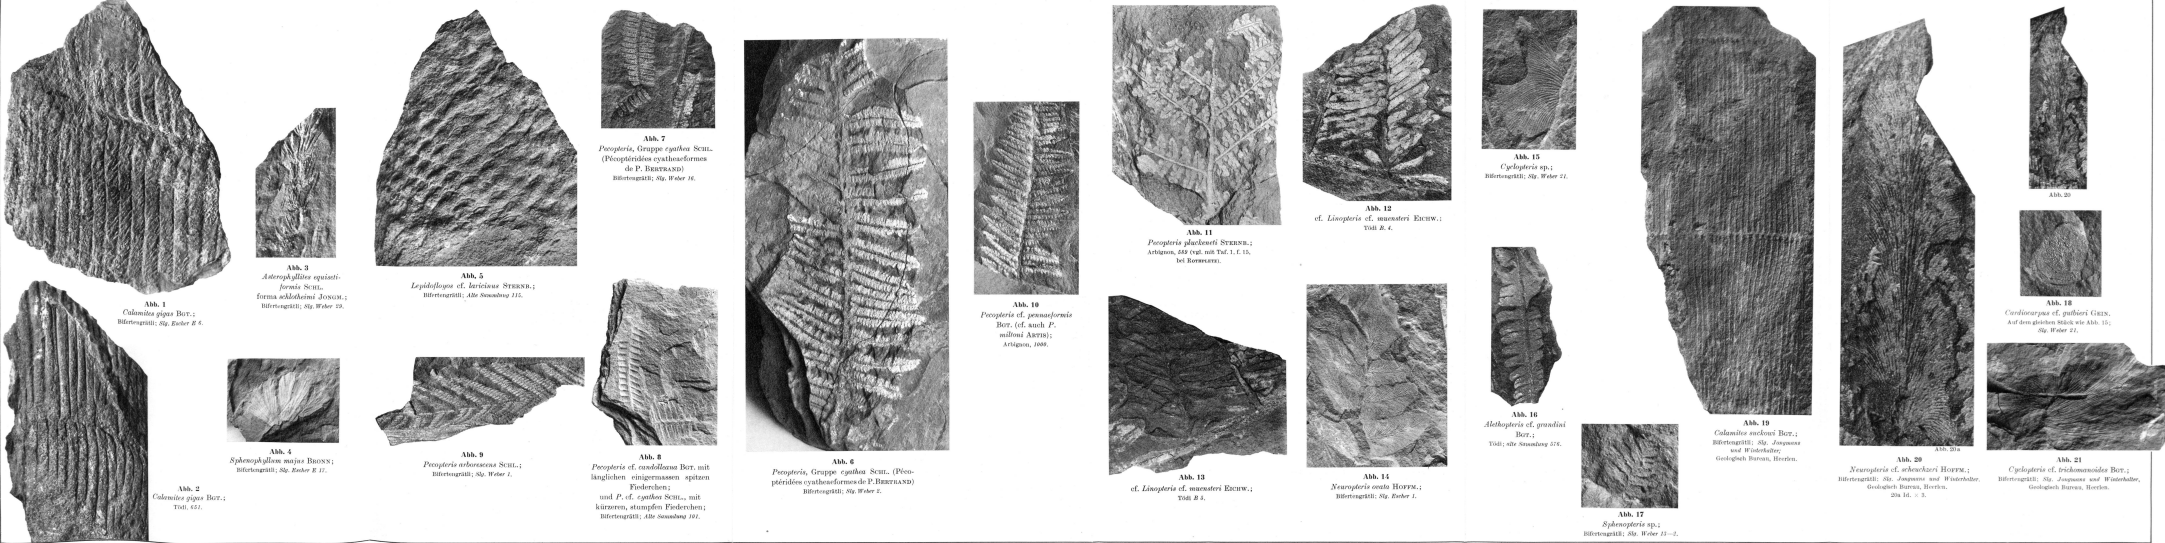 Abb. 1
Calamites gigas BGT.;
Bifertengrätli; Slg. Escher E 6.
Abb. 2
Calamites gigas BGT.;
Tödi, 651.
Abb. 3
Asterophyllites equiseti-
formis SCHL.
forma schlotheimi JONGM.;
Bifertengrätli; Slg. Weber 29.
Abb. 4
Sphenophyllum majus BRONN;
Bifertengrätli; Slg. Escher E 17.
Abb. 5
Lepidofloyos cf. laricinus STERNB.;
Bifertengrätli; Alte Sammlung 115.
Abb. 9
Pecopteris arborescens SCHL.;
Bifertengrätli; Slg. Weber 1.
Abb. 7
Pecopteris, Gruppe cyathea SCHL.
(Pécoptéridées cyatheaeformes
de P. BERTRAND)
Bifertengrätli; Slg. Weber 16.
Abb. 8
Pecopteris cf. candolleana BGT. mit
länglichen einigermassen spitzen
Fiederchen;
und P. cf. cyathea SCHL., mit
kürzeren, stumpfen Fiederchen;
Bifertengrätli; Alte Sammlung 101.
Abb. 6
Pecopteris, Gruppe cyathea SCHL. (Péco-
ptéridées cyatheaeformes de P. BERTRAND)
Bifertengrätli; Slg. Weber 2.
Abb. 10
Pecopteris cf. pennaeformis
BGT. (cf. auch P.
miltoni ARTIS);
Arbignon, 1000.
Abb. 11
Pecopteris pluckeneti STERNB.;
Arbignon, 589 (vgl. mit Taf. 1, f. 15,
bei ROTHPLETZ).
Abb. 12
cf. Linopteris cf. muensteri EICHW.;
Tödi B. 4.
Abb. 13
cf. Linopteris cf. muensteri EICHW.;
Tödi B 5.
Abb. 14
Neuropteris ovata HOFFM.;
Bifertengrätli; Slg. Escher 1.
Abb. 15
Cyclopteris sp.;
Bifertengrätli; Slg. Weber 21.
Abb. 16
Alethopteris cf. grandini
BGT.;
Tödi; alte Sammlung 576.
Abb. 17
Sphenopteris sp.;
Bifertengrätli; Slg. Weber 13—2.
Abb. 19
Calamites suckowi BGT.;
Bifertengrätli; Slg. Jongmans
und Winterhalter;
Geologisch Bureau, Heerlen.
Abb. 20a
Abb. 20
Neuropteris cf. scheuchzeri HOFFM.;
Bifertengrätli; Slg. Jongmans und Winterhalter,
Geologisch Bureau, Heerlen.
20a id. × 3.
Abb. 20
Abb. 18
Cardiocarpus cf. gutbieri GEIN.
Auf dem gleichen Stück wie Abb. 15;
Slg. Weber 21.
Abb. 21
Cyclopteris cf. trichomanoides BGT.;
Bifertengrätli; Slg. Jongmans und Winterhalter,
Geologisch Bureau, Heerlen.